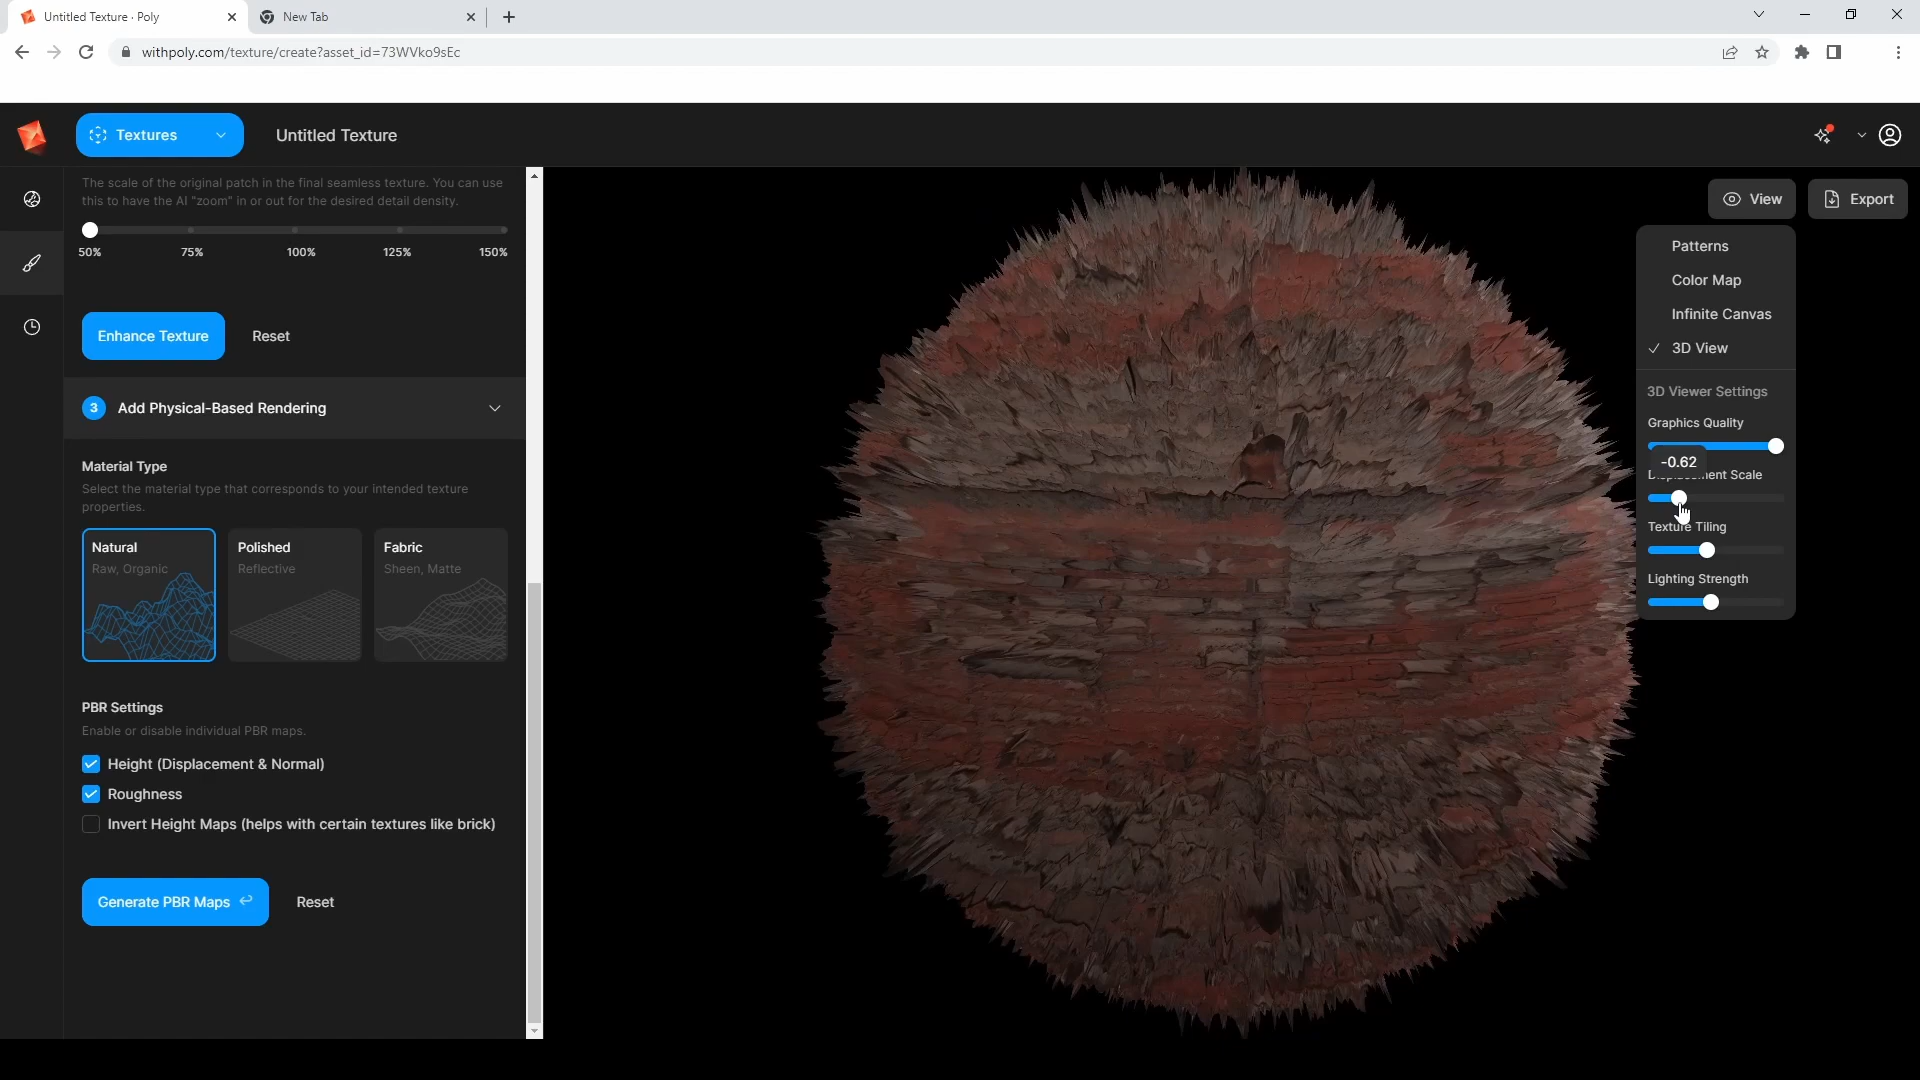 Untitled Texture · Poly
New Tab
withpoly.com/texture/create?asset_id=73WVko9sEc
Textures
Untitled Texture
View
Export
The scale of the original patch in the final seamless texture. You can use
this to have the AI "zoom" in or out for the desired detail density.
50%
75%
100%
125%
150%
Enhance Texture
Reset
3
Add Physical-Based Rendering
Material Type
Select the material type that corresponds to your intended texture
properties.
Natural
Raw, Organic
Polished
Reflective
Fabric
Sheen, Matte
PBR Settings
Enable or disable individual PBR maps.
Height (Displacement & Normal)
Roughness
Invert Height Maps (helps with certain textures like brick)
Generate PBR Maps
Reset
Patterns
Color Map
Infinite Canvas
3D View
3D Viewer Settings
Graphics Quality
-0.62
Scale
Texture Tiling
Lighting Strength